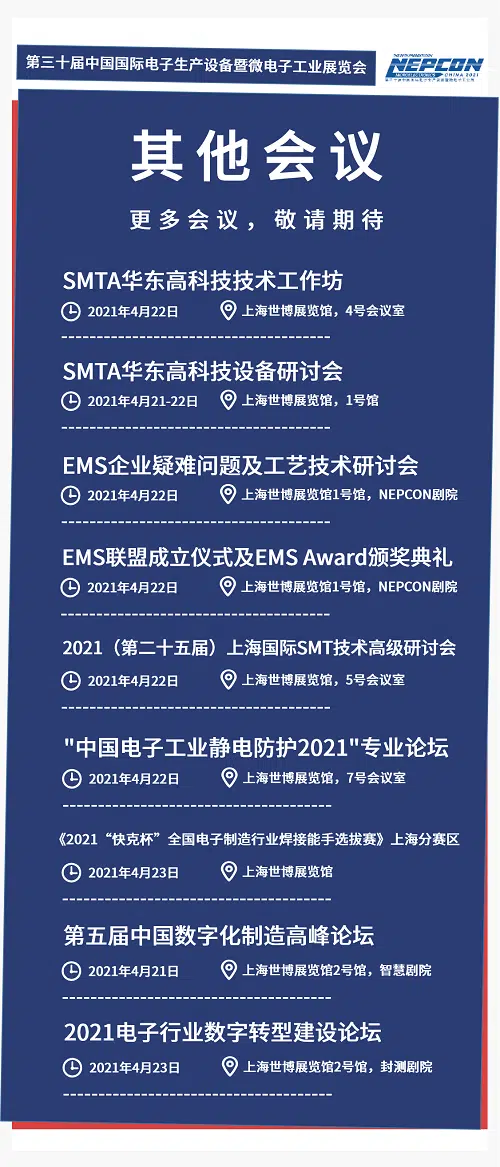 第三十届中国国际电子生产设备暨微电子工业展览会
NEPCON
CHINA 2021
其他会议
更多会议，敬请期待
SMTA华东高科技技术工作坊
2021年4月22日
上海世博展览馆，4号会议室
SMTA华东高科技设备研讨会
2021年4月21-22日
上海世博展览馆，1号馆
EMS企业疑难问题及工艺技术研讨会
2021年4月22日
上海世博展览馆1号馆，NEPCON剧院
EMS联盟成立仪式及EMS Award颁奖典礼
2021年4月22日
上海世博展览馆1号馆，NEPCON剧院
2021（第二十五届）上海国际SMT技术高级研讨会
2021年4月22日
上海世博展览馆，5号会议室
"中国电子工业静电防护2021"专业论坛
2021年4月22日
上海世博展览馆，7号会议室
《2021“快克杯”全国电子制造行业焊接能手选拔赛》上海分赛区
2021年4月23日
上海世博展览馆
第五届中国数字化制造高峰论坛
2021年4月21日
上海世博展览馆2号馆，智慧剧院
2021电子行业数字转型建设论坛
2021年4月23日
上海世博展览馆2号馆，封测剧院